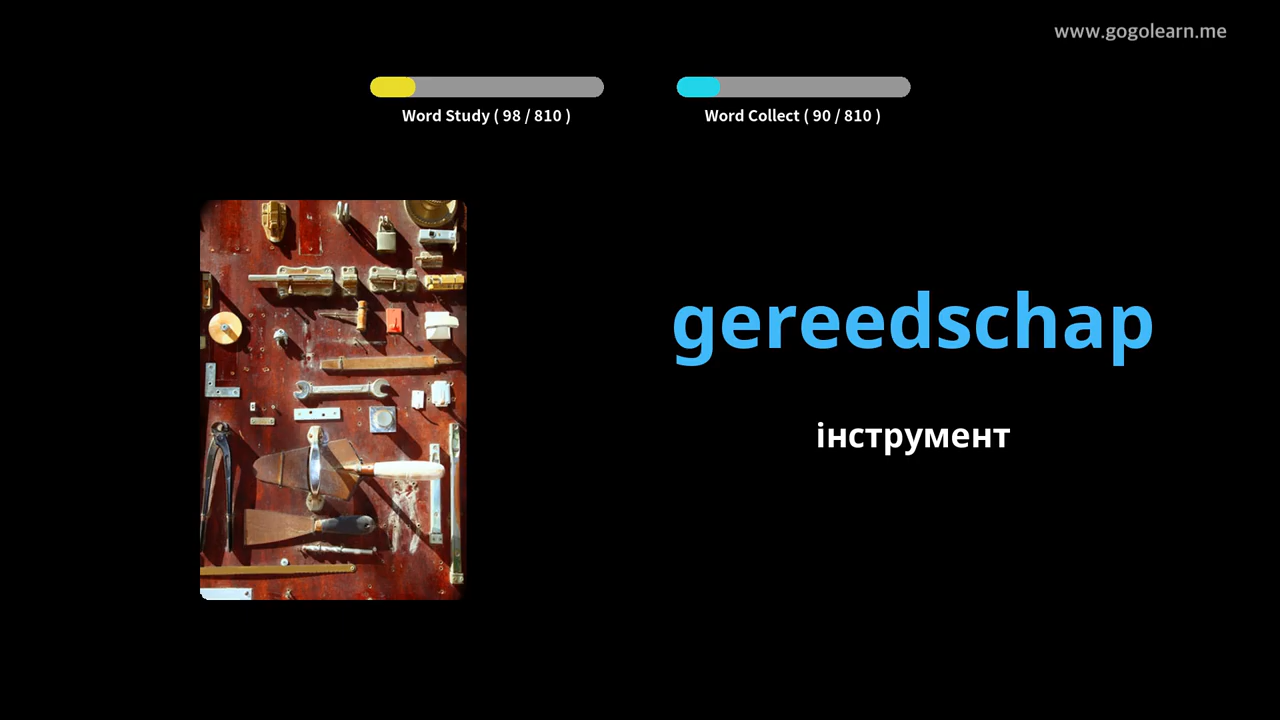 www.gogolearn.me
Word Study ( 98 / 810 )
Word Collect ( 90 / 810 )
gereedschap
інструмент